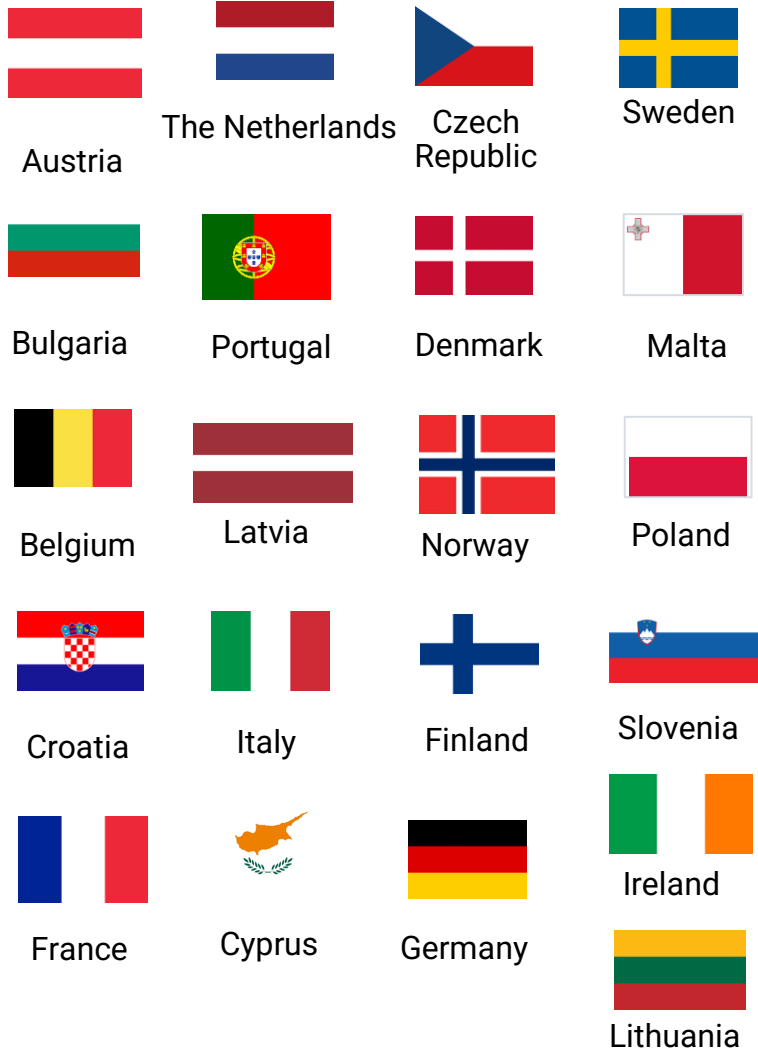 Austria
The Netherlands
Czech
Republic
Sweden
Bulgaria
Portugal
Denmark
Malta
Belgium
Latvia
Norway
Poland
Croatia
Italy
Finland
Slovenia
France
Cyprus
Germany
Ireland
Lithuania